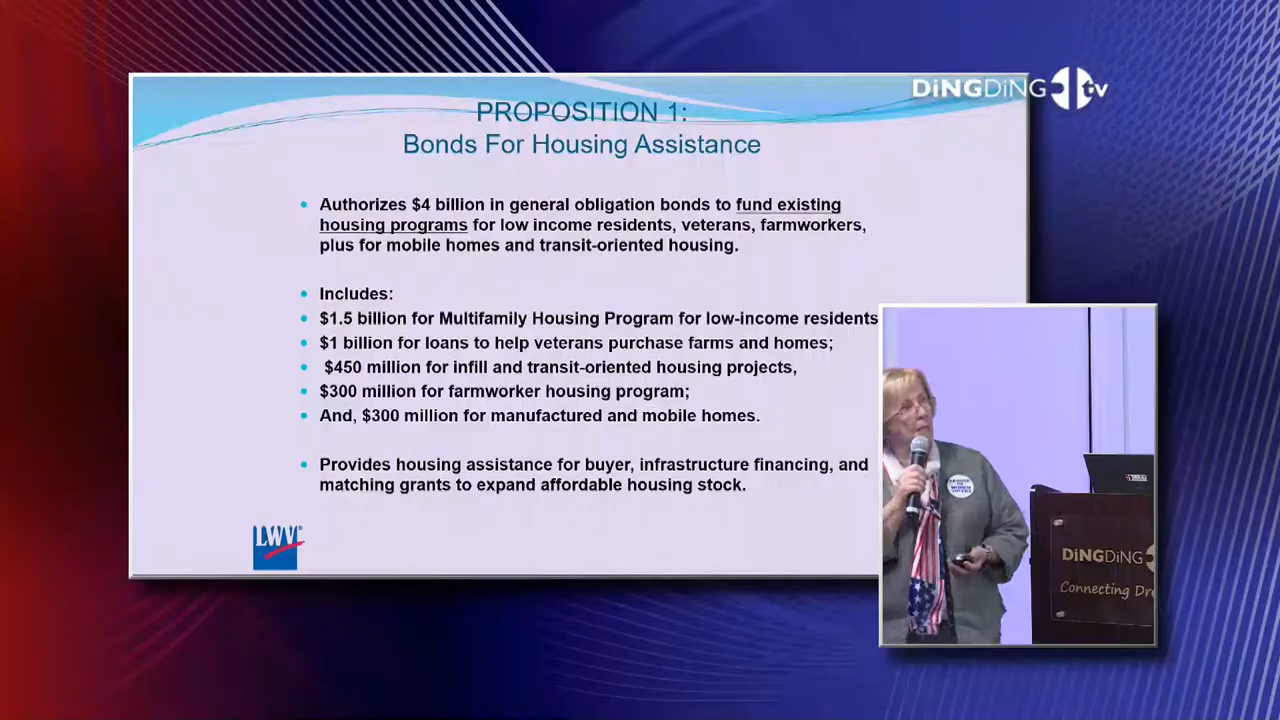 DiNGDiNG tv
PROPOSITION 1:
Bonds For Housing Assistance
Authorizes $4 billion in general obligation bonds to fund existing
housing programs for low income residents, veterans, farmworkers,
plus for mobile homes and transit-oriented housing.
Includes:
$1.5 billion for Multifamily Housing Program for low-income residents
$1 billion for loans to help veterans purchase farms and homes;
$450 million for infill and transit-oriented housing projects,
$300 million for farmworker housing program;
And, $300 million for manufactured and mobile homes.
Provides housing assistance for buyer, infrastructure financing, and
matching grants to expand affordable housing stock.
LWV®
LEAGUE
OF
WOMEN
VOTERS
DiNGDiNG
Connecting Dre